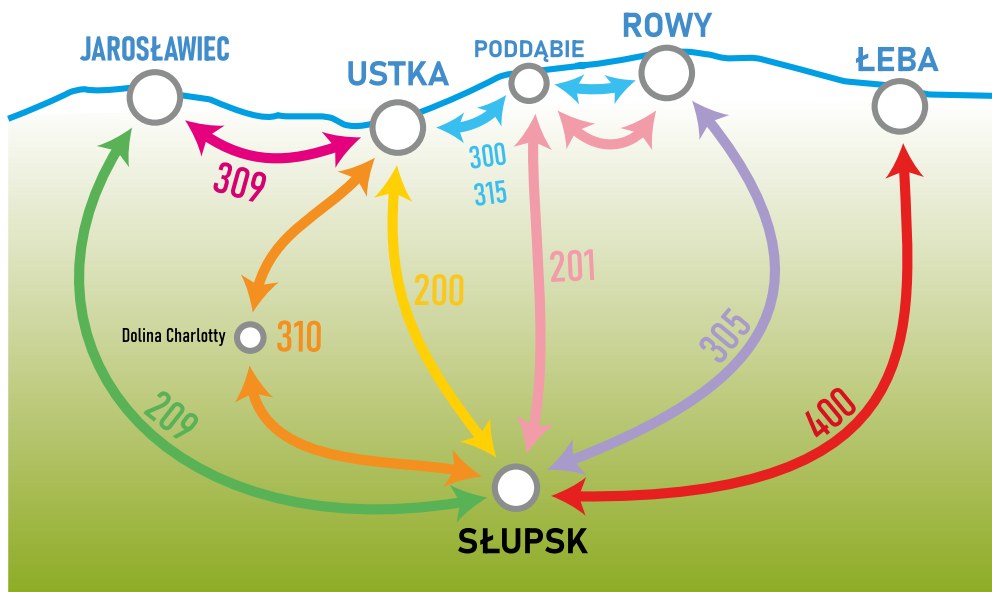 JAROSŁAWIEC
USTKA
PODDĄBIE
ROWY
ŁEBA
309
300
315
201
200
Dolina Charlotty
310
305
209
400
SŁUPSK